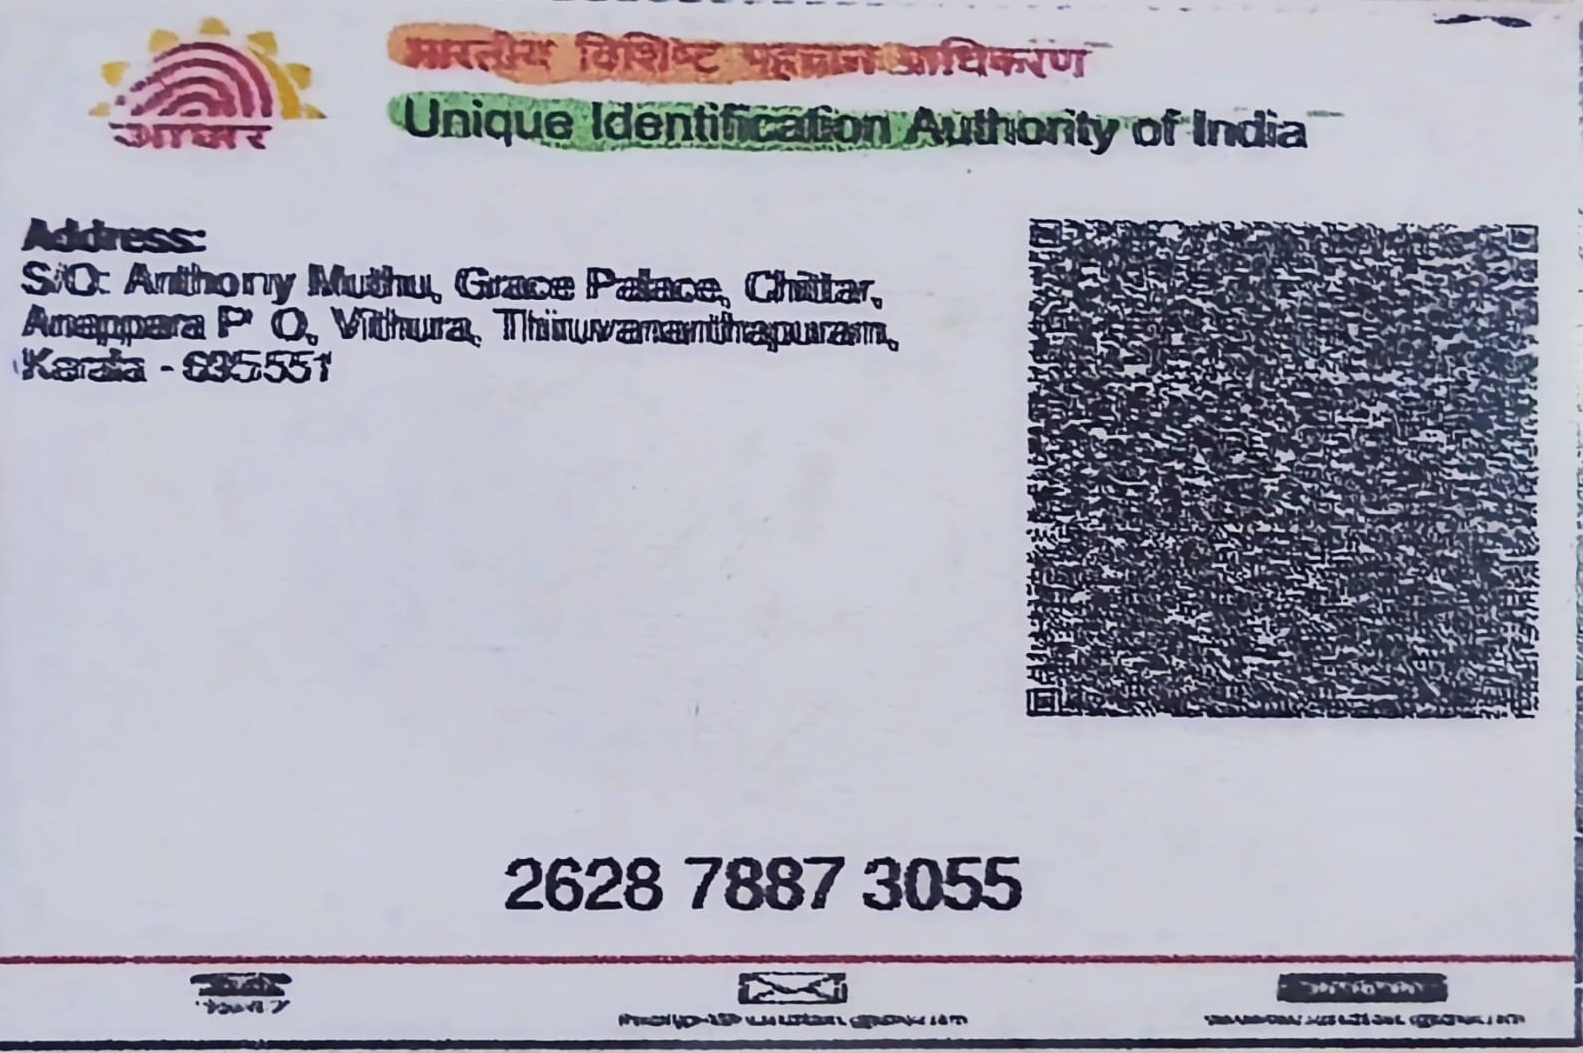 भारतीय विशिष्ट पहचान प्राधिकरण
Unique Identification Authority of India
आधार
Address:
S/O: Anthony Muthu, Grace Palace, Chittar,
Anappara P O, Vithura, Thiruvananthapuram,
Kerala - 695551
2628 7887 3055